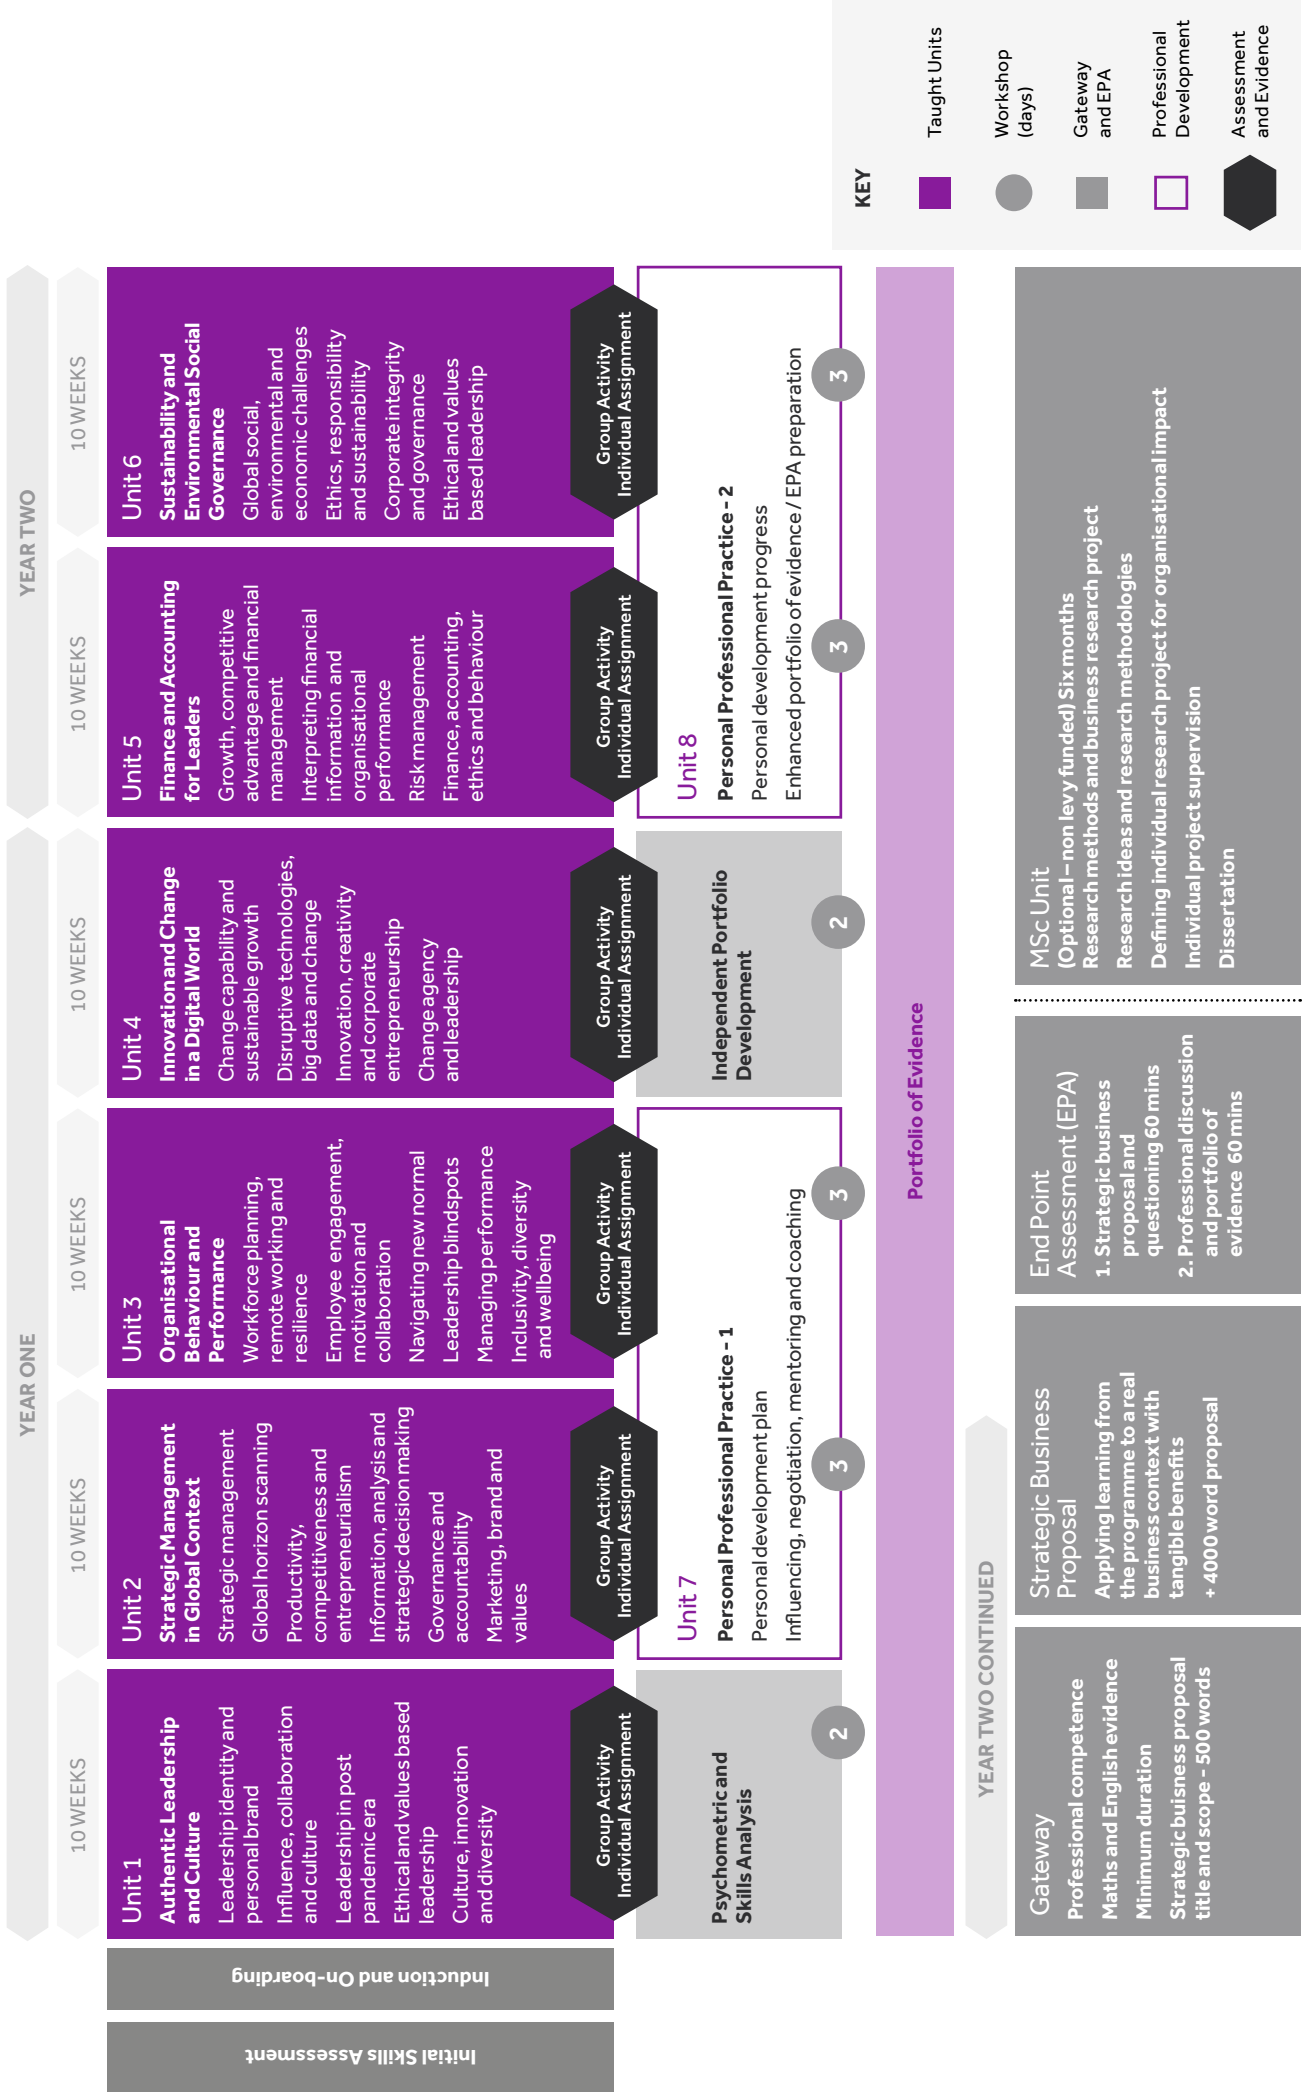 YEAR ONE
YEAR TWO
10 WEEKS
10 WEEKS
10 WEEKS
10 WEEKS
10 WEEKS
10 WEEKS
Initial Skills Assessment
Induction and On-boarding
Unit 1
Authentic Leadership
and Culture
Leadership identity and
personal brand
Influence, collaboration
and culture
Leadership in post
pandemic era
Ethical and values based
leadership
Culture, innovation
and diversity
Group Activity
Individual Assignment
Unit 2
Strategic Management
in Global Context
Strategic management
Global horizon scanning
Productivity,
competitiveness and
entrepreneurialism
Information, analysis and
strategic decision making
Governance and
accountability
Marketing, brand and
values
Group Activity
Individual Assignment
Unit 3
Organisational
Behaviour and
Performance
Workforce planning,
remote working and
resilience
Employee engagement,
motivation and
collaboration
Navigating new normal
Leadership blindspots
Managing performance
Inclusivity, diversity
and wellbeing
Group Activity
Individual Assignment
Unit 4
Innovation and Change
in a Digital World
Change capability and
sustainable growth
Disruptive technologies,
big data and change
Innovation, creativity
and corporate
entrepreneurship
Change agency
and leadership
Group Activity
Individual Assignment
Unit 5
Finance and Accounting
for Leaders
Growth, competitive
advantage and financial
management
Interpreting financial
information and
organisational
performance
Risk management
Finance, accounting,
ethics and behaviour
Group Activity
Individual Assignment
Unit 6
Sustainability and
Environmental Social
Governance
Global social,
environmental and
economic challenges
Ethics, responsibility
and sustainability
Corporate integrity
and governance
Ethical and values
based leadership
Group Activity
Individual Assignment
Psychometric and
Skills Analysis
2
Unit 7
Personal Professional Practice - 1
Personal development plan
Influencing, negotiation, mentoring and coaching
3
3
Independent Portfolio
Development
2
Unit 8
Personal Professional Practice - 2
Personal development progress
Enhanced portfolio of evidence / EPA preparation
3
3
Portfolio of Evidence
YEAR TWO CONTINUED
Gateway
Professional competence
Maths and English evidence
Minimum duration
Strategic buisness proposal
title and scope – 500 words
Strategic Business
Proposal
Applying learning from
the programme to a real
business context with
tangible benefits
+ 4000 word proposal
End Point
Assessment (EPA)
1. Strategic business
proposal and
questioning 60 mins
2. Professional discussion
and portfolio of
evidence 60 mins
MSc Unit
(Optional – non levy funded) Six months
Research methods and business research project
Research ideas and research methodologies
Defining individual research project for organisational impact
Individual project supervision
Dissertation
KEY
Taught Units
Workshop
(days)
Gateway
and EPA
Professional
Development
Assessment
and Evidence